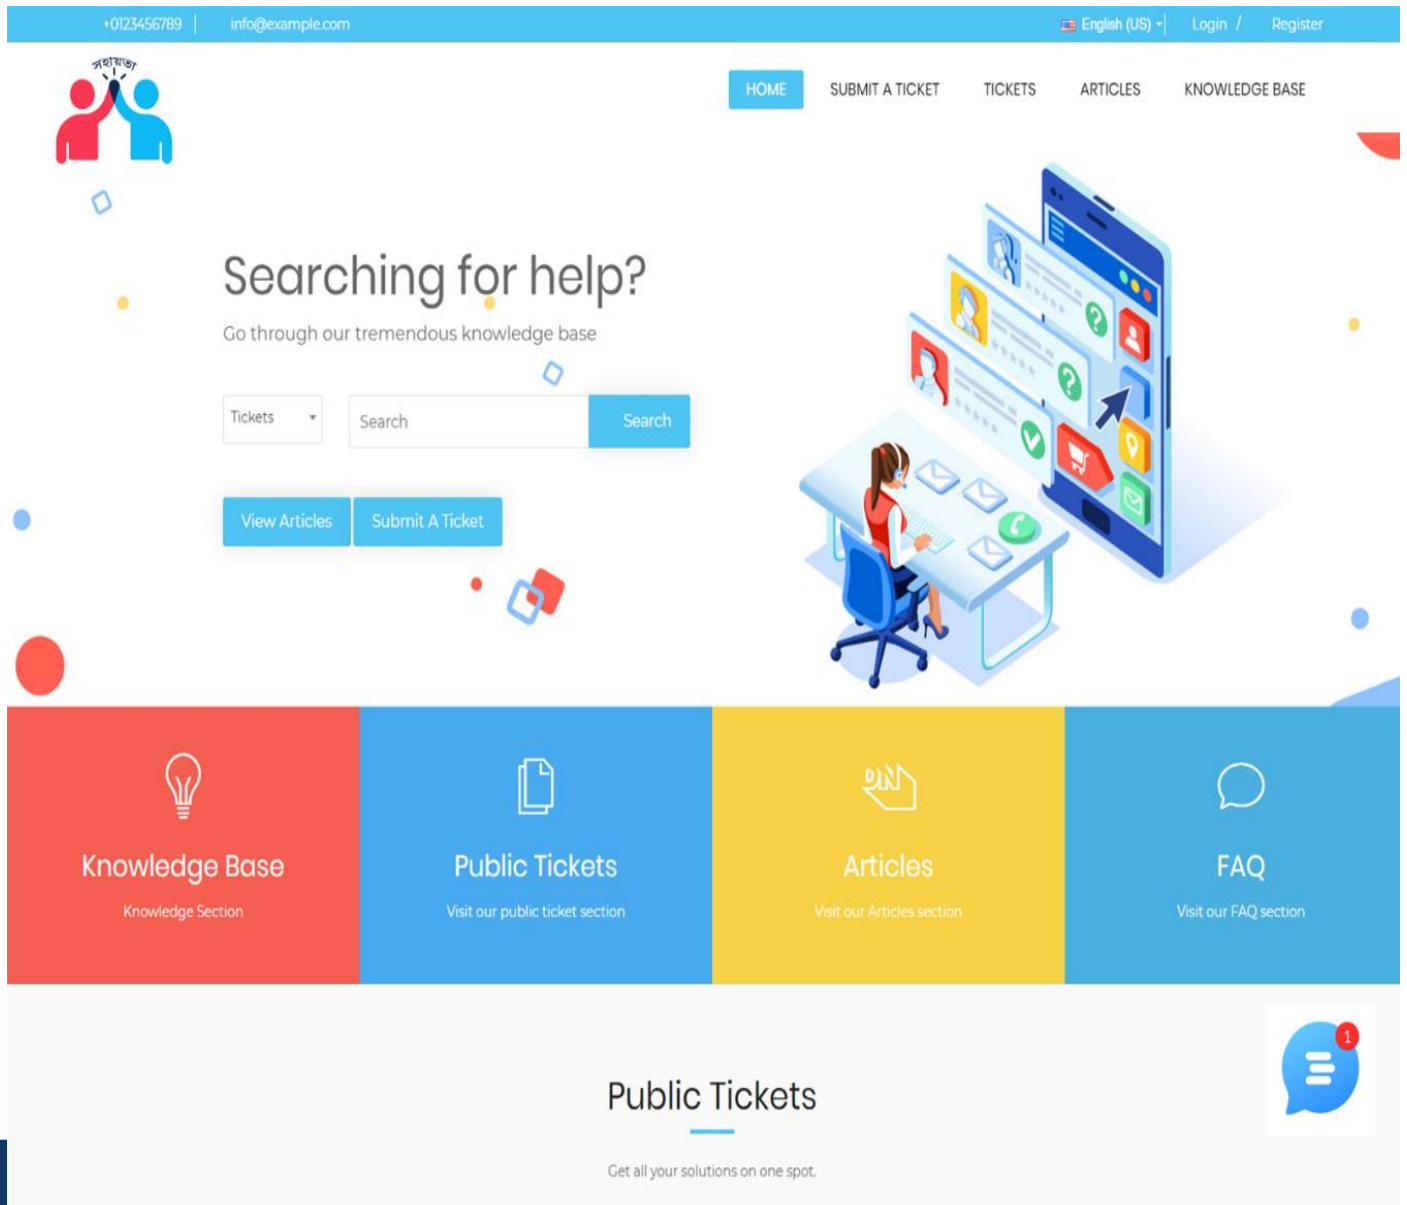 +0123456789 info@example.com English (US) Login / Register
সহায়তা
HOME SUBMIT A TICKET TICKETS ARTICLES KNOWLEDGE BASE
Searching for help?
Go through our tremendous knowledge base
Tickets Search Search
View Articles Submit A Ticket
Knowledge Base Public Tickets Articles FAQ
Knowledge Section Visit our public ticket section Visit our Articles section Visit our FAQ section
1
Public Tickets
Get all your solutions on one spot.